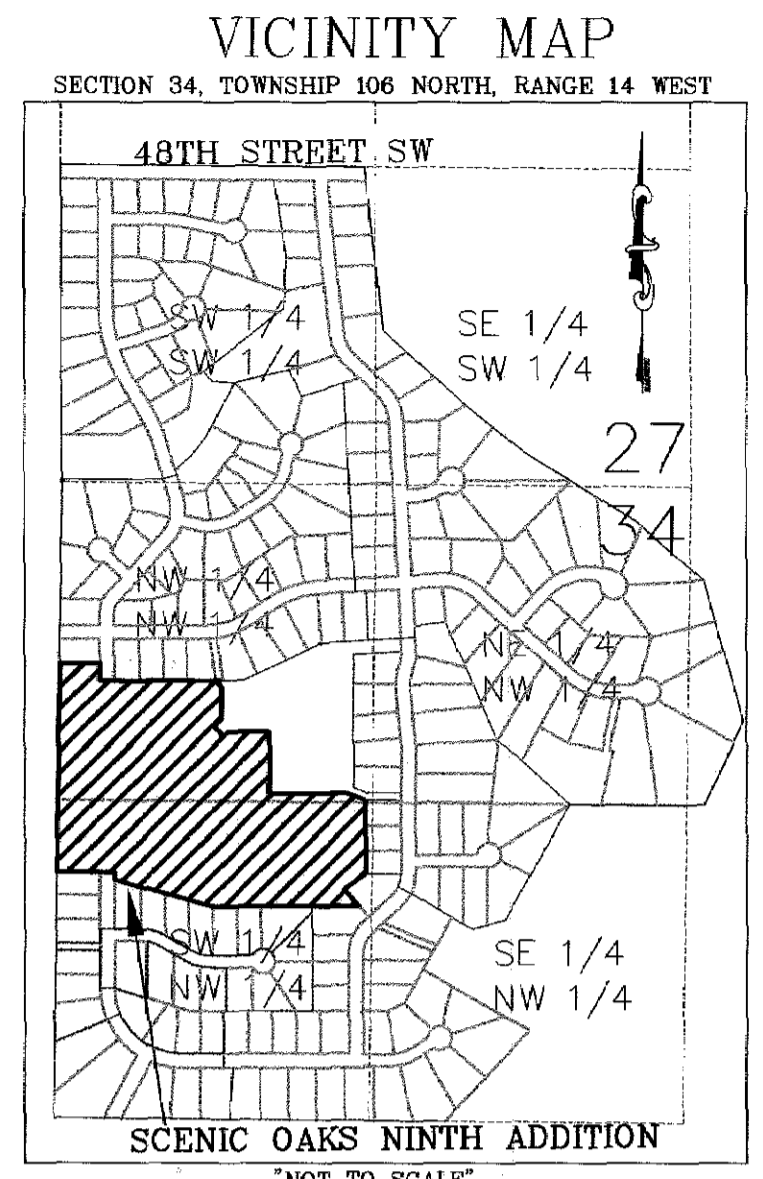 VICINITY MAP
SECTION 34, TOWNSHIP 106 NORTH, RANGE 14 WEST
48TH STREET SW
SW 1/4
SW 1/4
SE 1/4
SW 1/4
27
34
NW 1/4
NW 1/4
NE 1/4
NW 1/4
SW 1/4
NW 1/4
SE 1/4
NW 1/4
SCENIC OAKS NINTH ADDITION
"NOT TO SCALE"